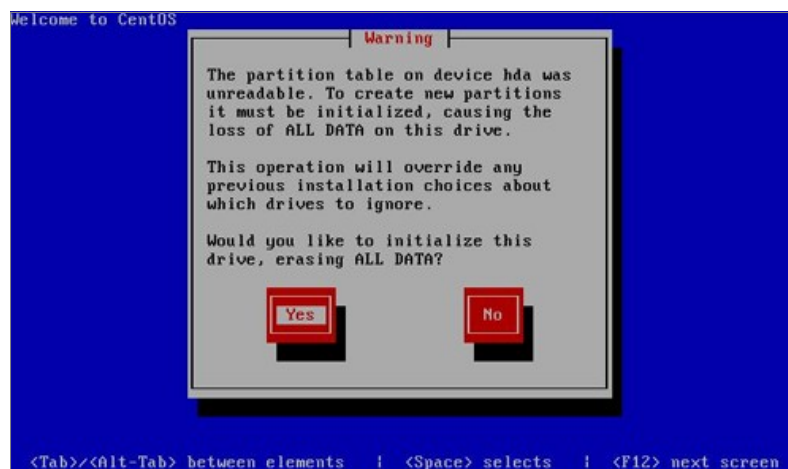 Welcome to CentOS
Warning
The partition table on device hda was
unreadable. To create new partitions
it must be initialized, causing the
loss of ALL DATA on this drive.
This operation will override any
previous installation choices about
which drives to ignore.
Would you like to initialize this
drive, erasing ALL DATA?
Yes No
<Tab>/<Alt-Tab> between elements | <Space> selects | <F12> next screen